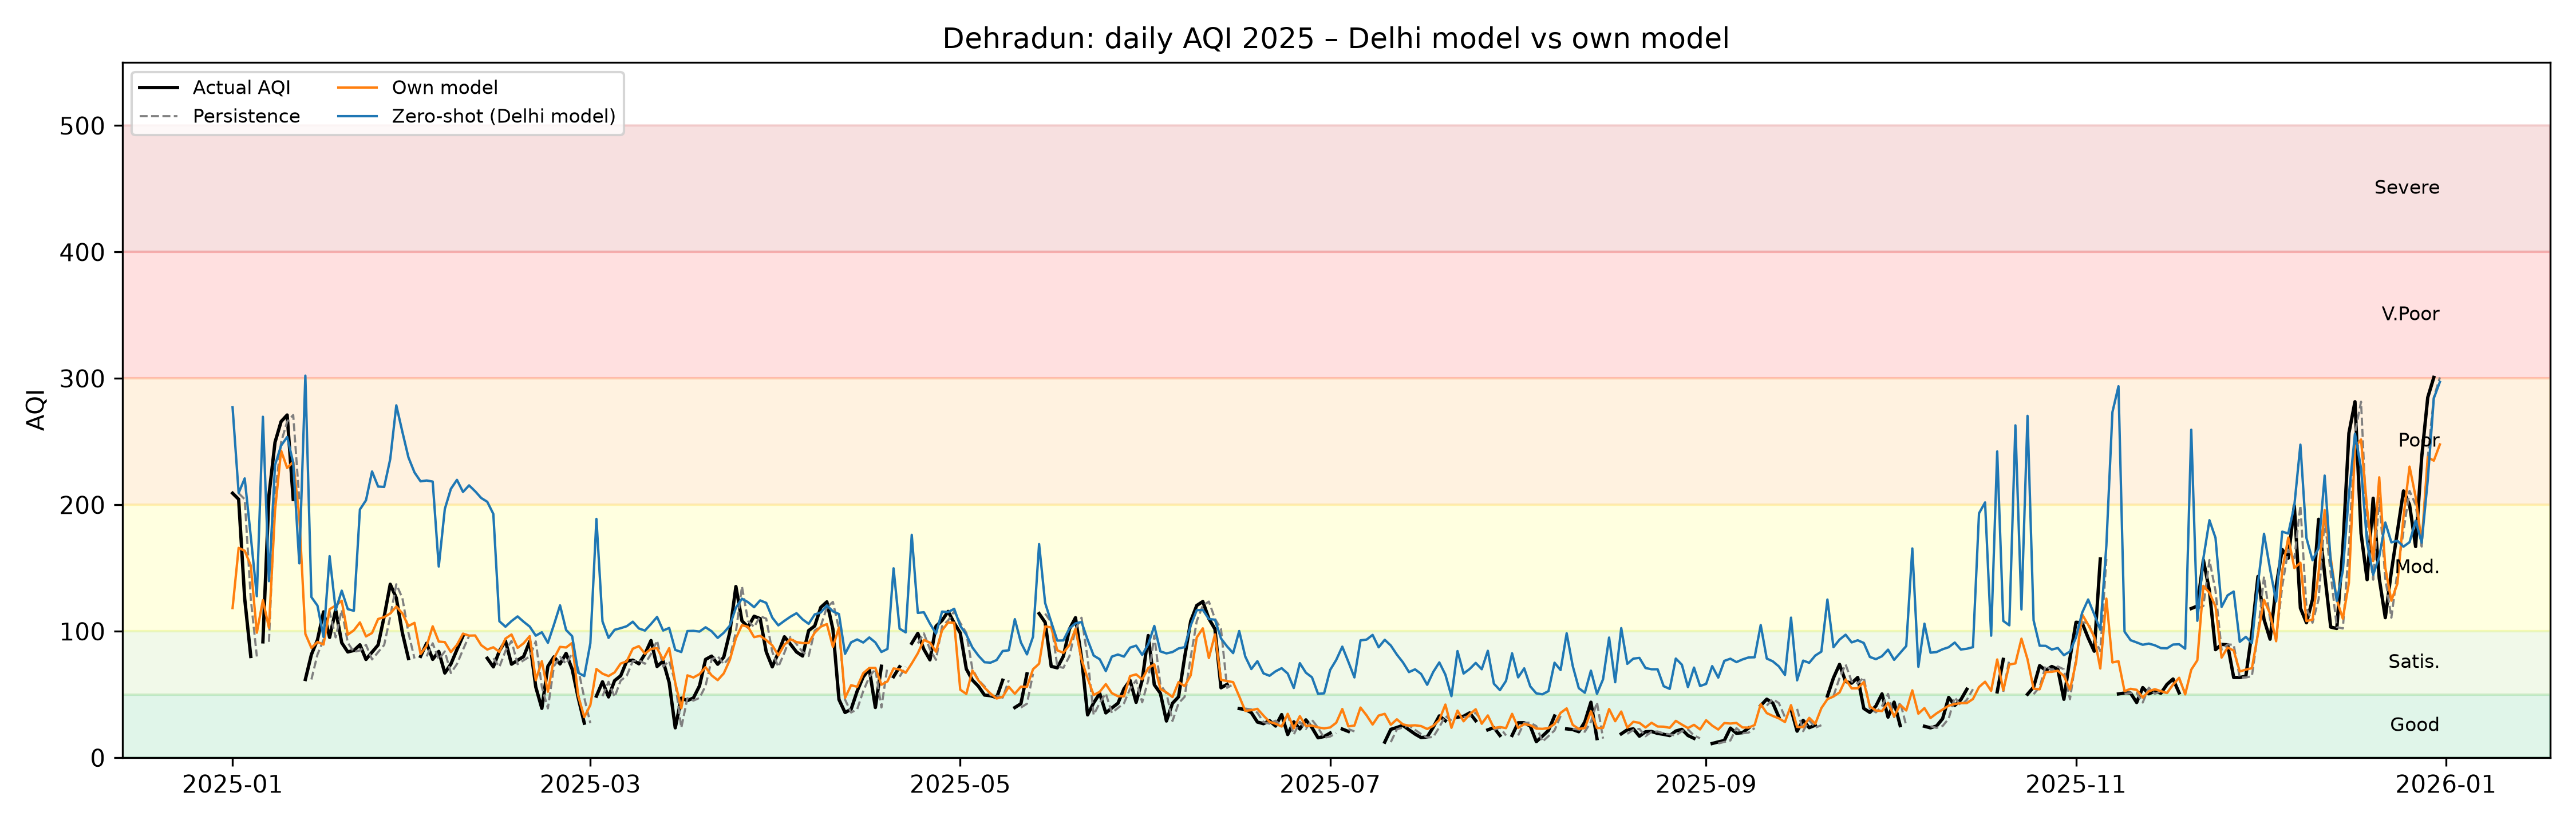 Dehradun: daily AQI 2025 – Delhi model vs own model
Actual AQI
Persistence
Own model
Zero-shot (Delhi model)
AQI
500
400
300
200
100
0
Severe
V.Poor
Poor
Mod.
Satis.
Good
2025-01
2025-03
2025-05
2025-07
2025-09
2025-11
2026-01